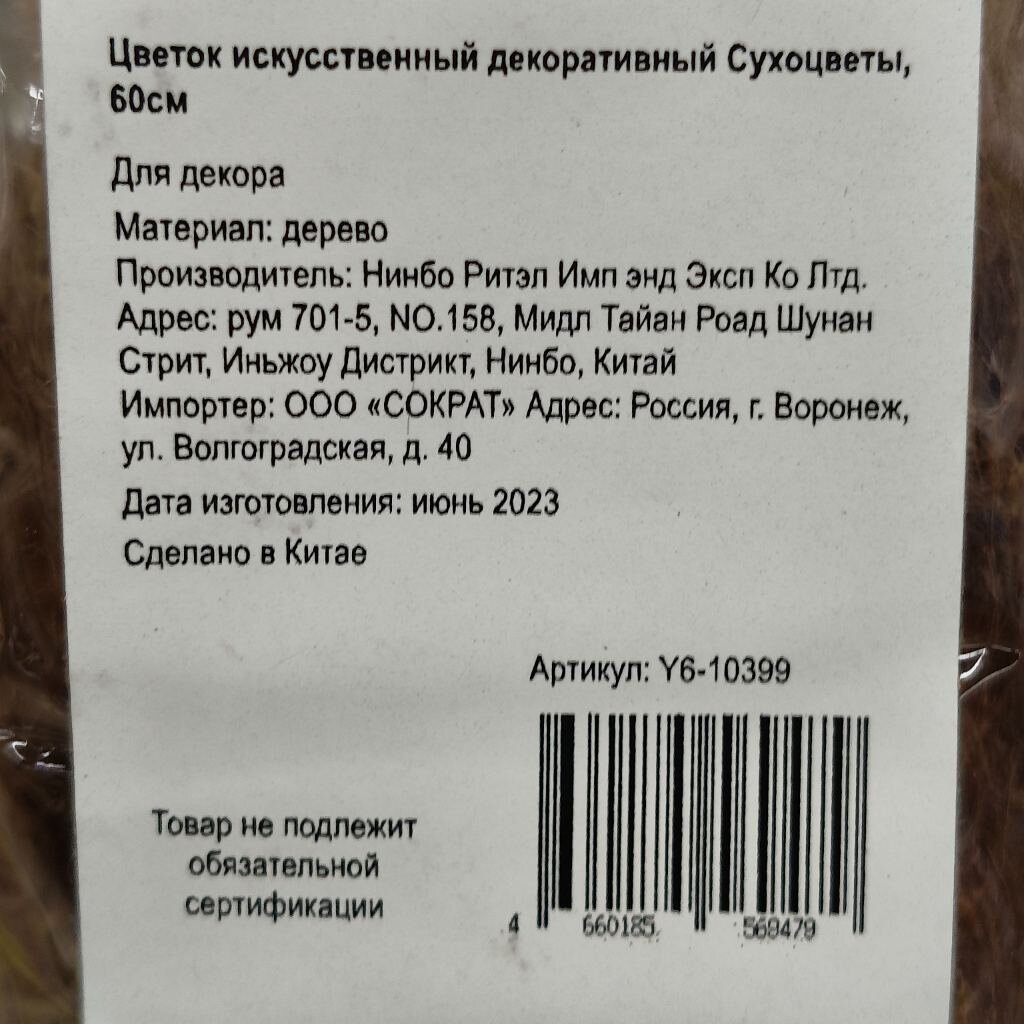 Цветок искусственный декоративный Сухоцветы,
60см
Для декора
Материал: дерево
Производитель: Нинбо Ритэл Имп энд Эксп Ко Лтд.
Адрес: рум 701-5, NO.158, Мидл Тайан Роад Шунан
Стрит, Иньжоу Дистрикт, Нинбо, Китай
Импортер: ООО «СОКРАТ» Адрес: Россия, г. Воронеж,
ул. Волгоградская, д. 40
Дата изготовления: июнь 2023
Сделано в Китае
Артикул: Y6-10399
Товар не подлежит
обязательной
сертификации
4 660185 569479